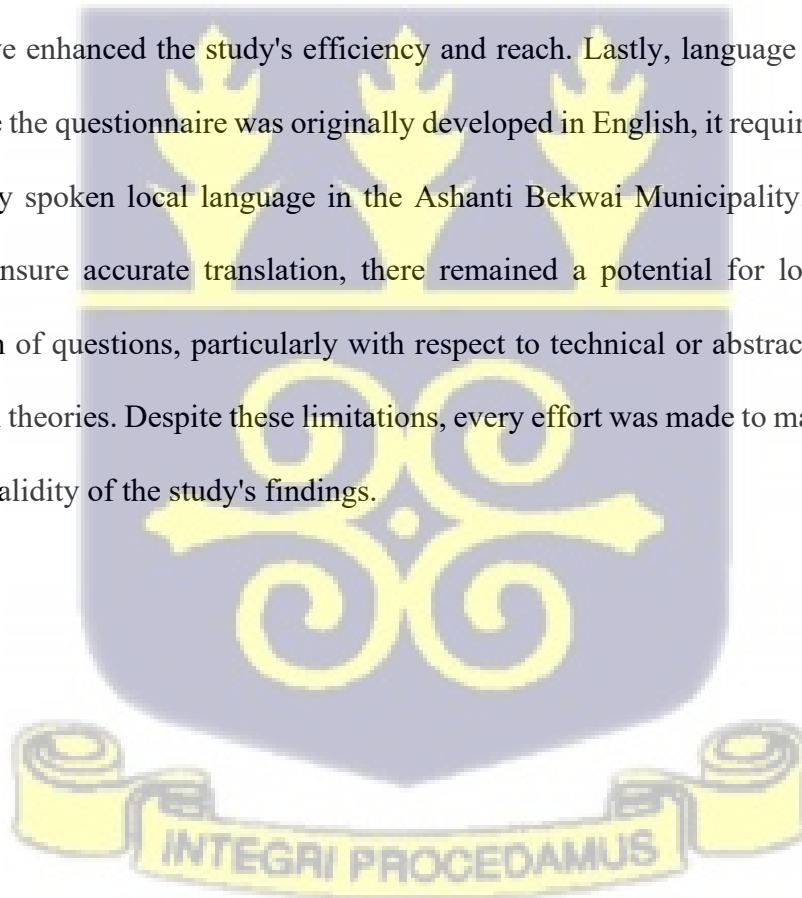 ve enhanced the study's efficiency and reach. Lastly, language
the questionnaire was originally developed in English, it requir
y spoken local language in the Ashanti Bekwai Municipality.
nsure accurate translation, there remained a potential for lo
n of questions, particularly with respect to technical or abstrac
theories. Despite these limitations, every effort was made to ma
alidity of the study's findings.
INTEGRI PROCEDAMUS